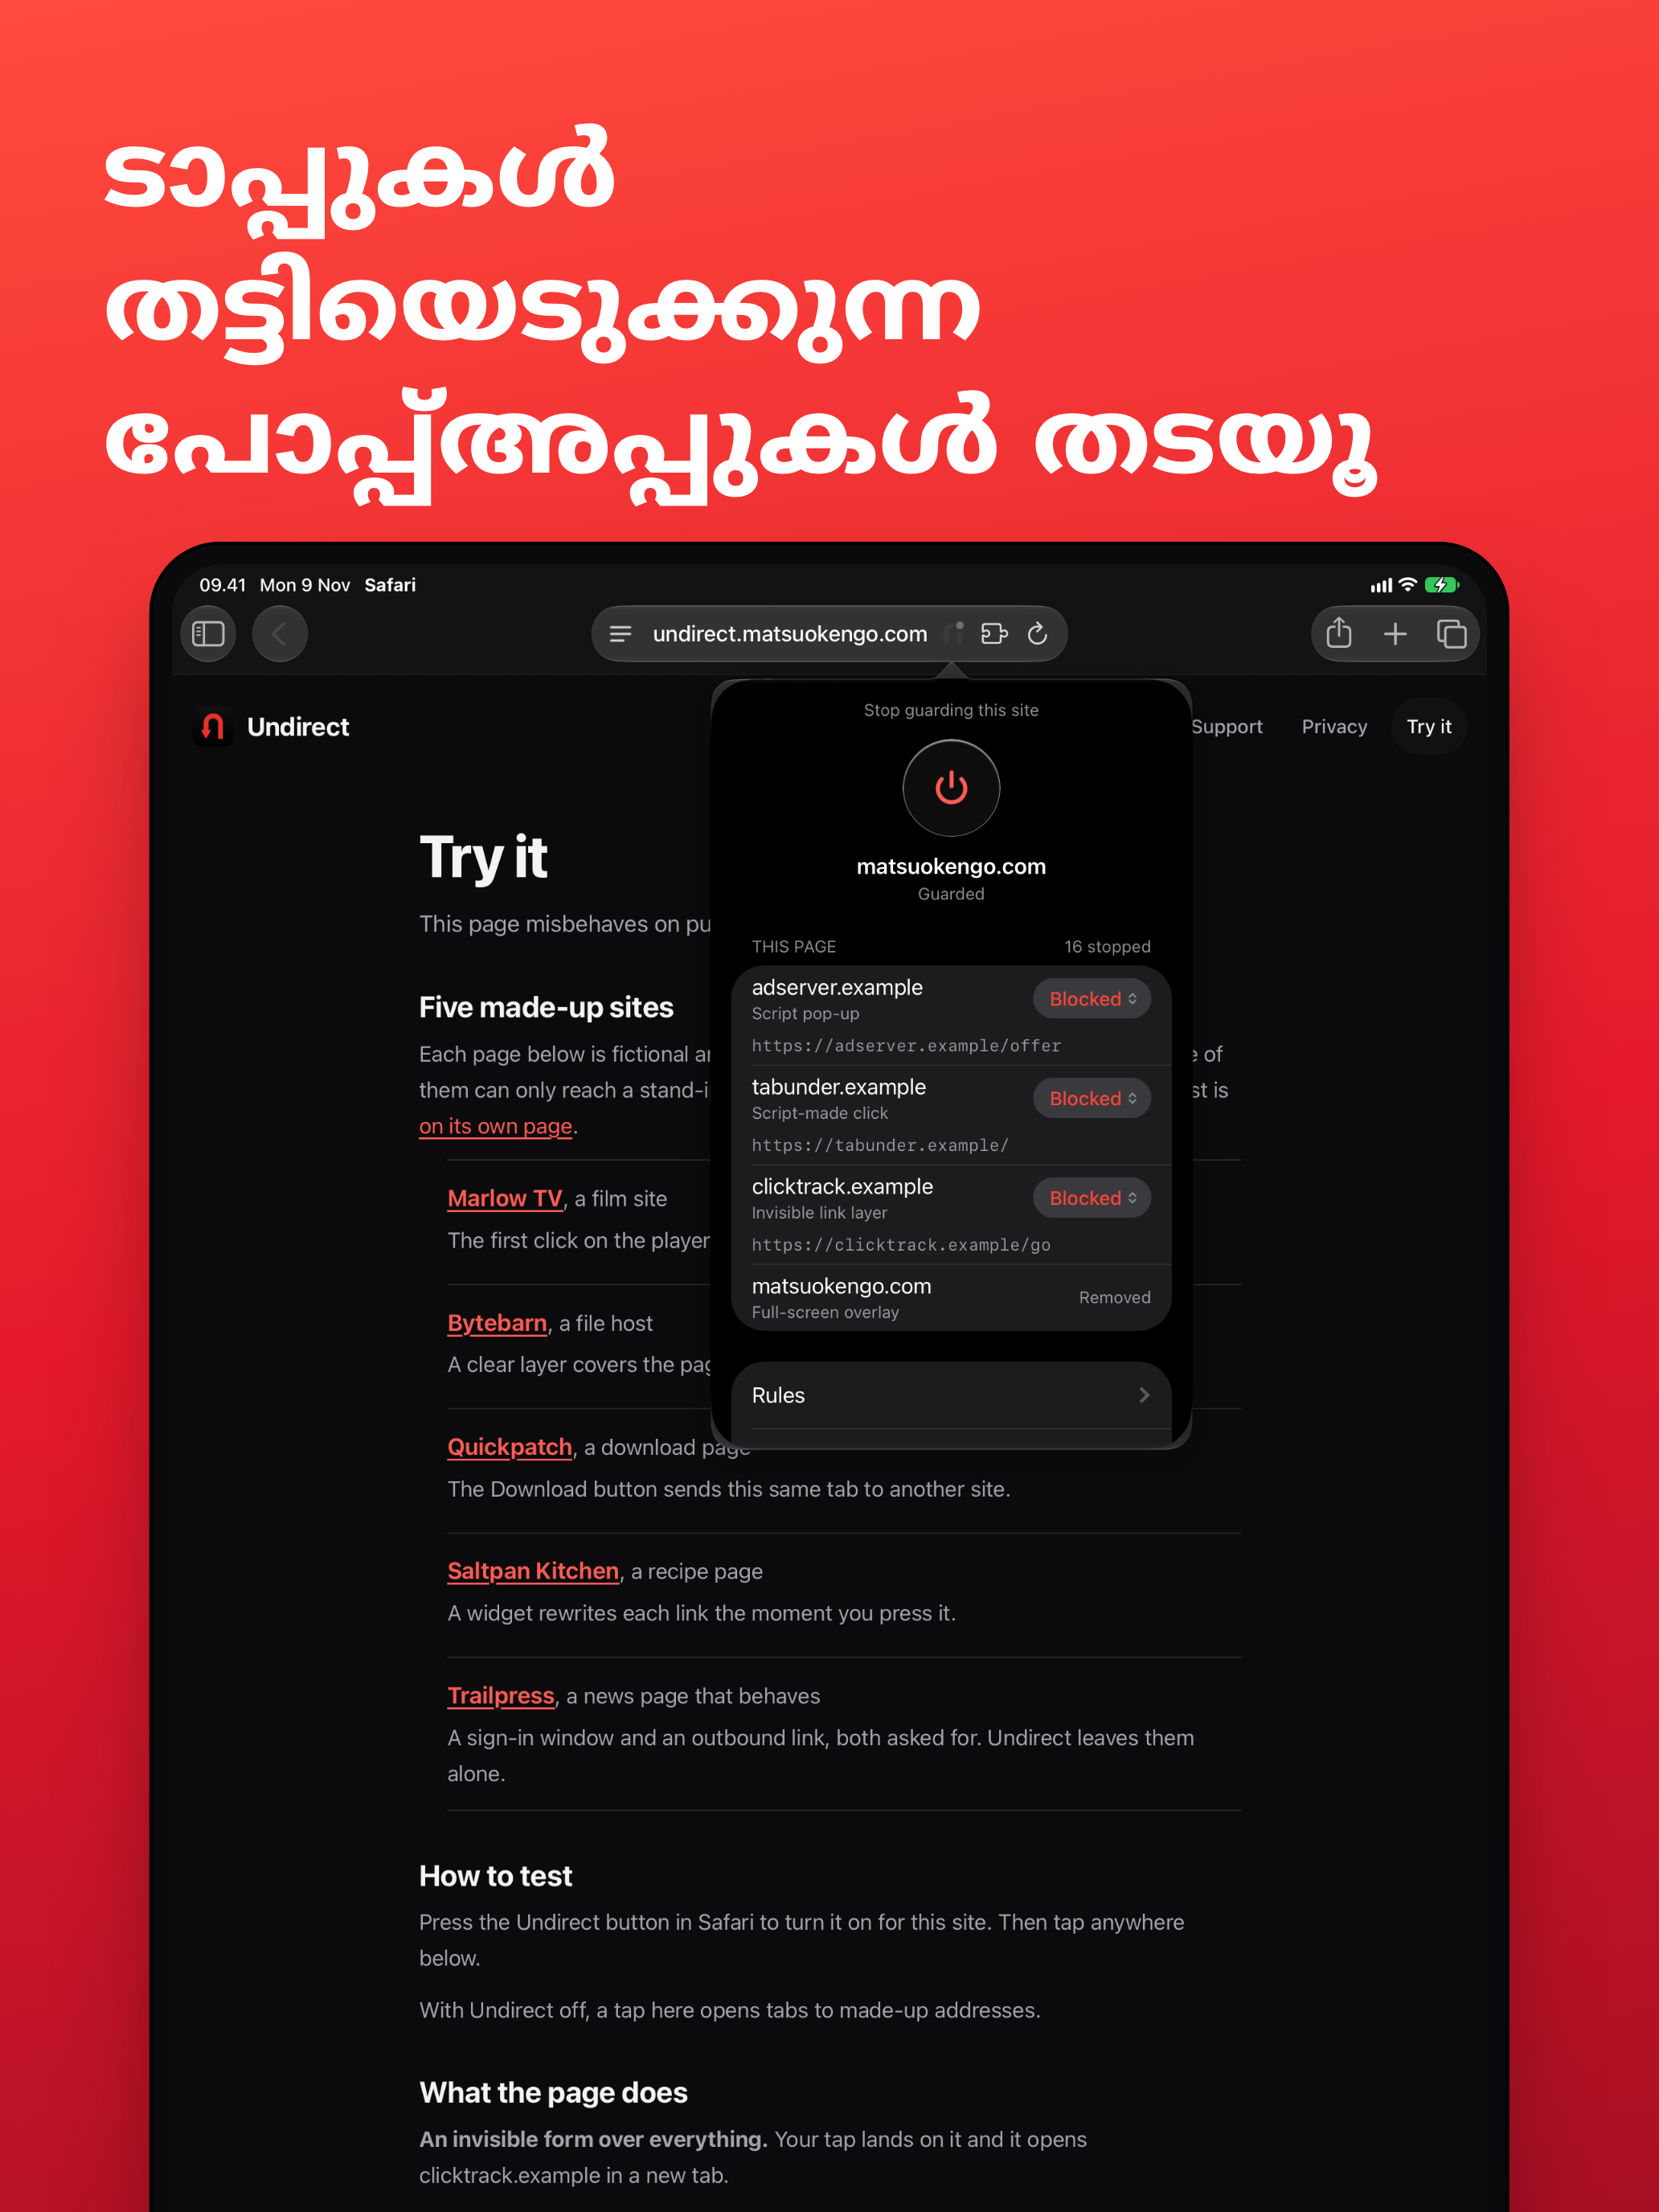 ടാപ്പുകൾ
തട്ടിയെടുക്കുന്ന
പോപ്പ്അപ്പുകൾ തടയൂ
09.41 Mon 9 Nov Safari
undirect.matsuokengo.com
Undirect
Support Privacy Try it
Stop guarding this site
matsuokengo.com
Guarded
THIS PAGE 16 stopped
adserver.example Blocked
Script pop-up
https://adserver.example/offer
tabunder.example Blocked
Script-made click
https://tabunder.example/
clicktrack.example Blocked
Invisible link layer
https://clicktrack.example/go
matsuokengo.com Removed
Full-screen overlay
Rules
Try it
This page misbehaves on
Five made-up sites
Each page below is fictional
of
them can only reach a
is
on its own page.
Marlow TV, a film site
The first click on the player
Bytebarn, a file host
A clear layer covers the
Quickpatch, a download page
The Download button sends this same tab to another site.
Saltpan Kitchen, a recipe page
A widget rewrites each link the moment you press it.
Trailpress, a news page that behaves
A sign-in window and an outbound link, both asked for. Undirect leaves them
alone.
How to test
Press the Undirect button in Safari to turn it on for this site. Then tap anywhere
below.
With Undirect off, a tap here opens tabs to made-up addresses.
What the page does
An invisible form over everything. Your tap lands on it and it opens
clicktrack.example in a new tab.